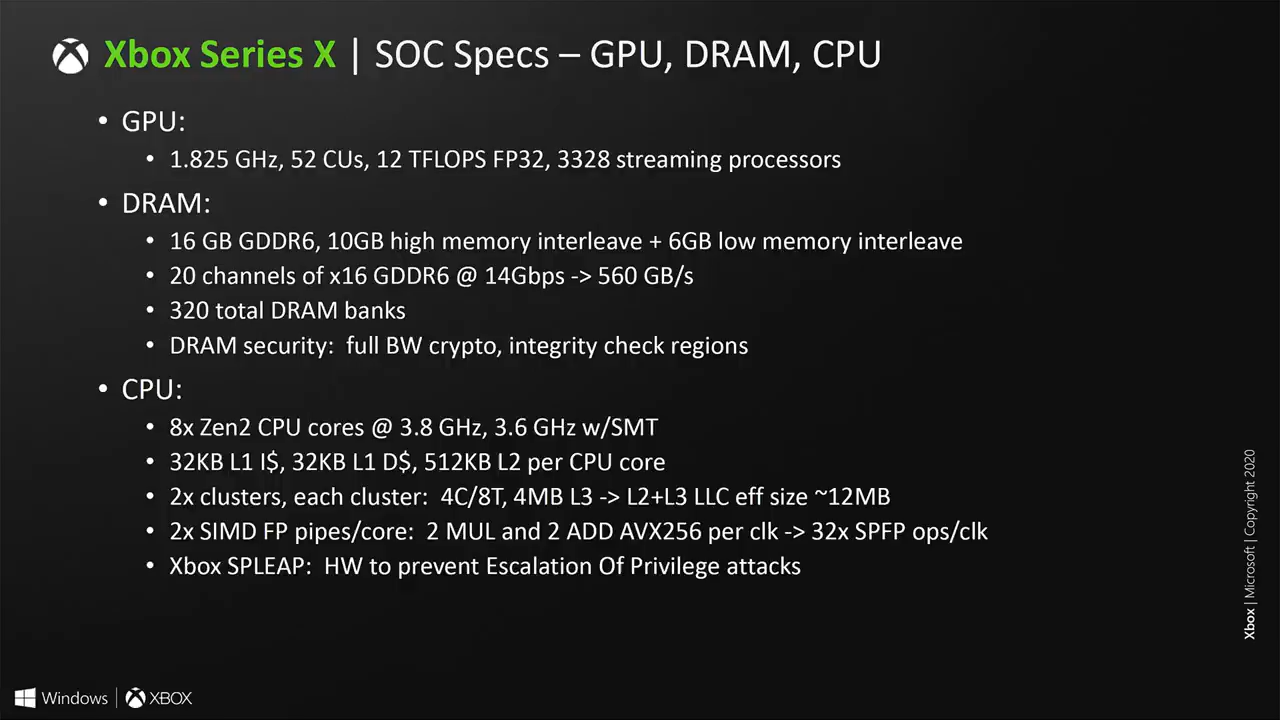 Xbox Series X | SOC Specs – GPU, DRAM, CPU
• GPU:
• 1.825 GHz, 52 CUs, 12 TFLOPS FP32, 3328 streaming processors
• DRAM:
• 16 GB GDDR6, 10GB high memory interleave + 6GB low memory interleave
• 20 channels of x16 GDDR6 @ 14Gbps -> 560 GB/s
• 320 total DRAM banks
• DRAM security:  full BW crypto, integrity check regions
• CPU:
• 8x Zen2 CPU cores @ 3.8 GHz, 3.6 GHz w/SMT
• 32KB L1 I$, 32KB L1 D$, 512KB L2 per CPU core
• 2x clusters, each cluster:  4C/8T, 4MB L3 -> L2+L3 LLC eff size ~12MB
• 2x SIMD FP pipes/core:  2 MUL and 2 ADD AVX256 per clk -> 32x SPFP ops/clk
• Xbox SPLEAP:  HW to prevent Escalation Of Privilege attacks
Xbox | Microsoft | Copyright 2020
Windows | XBOX